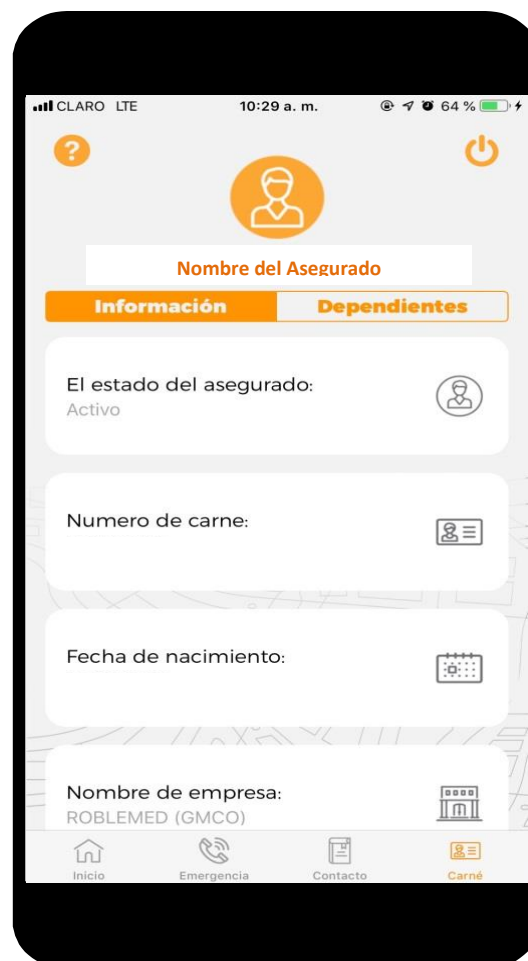 CLARO LTE 10:29 a. m. 64 %
?
Nombre del Asegurado
Información Dependientes
El estado del asegurado:
Activo
Numero de carne:
Fecha de nacimiento:
Nombre de empresa:
ROBLEMED (GMCO)
Inicio Emergencia Contacto Carné